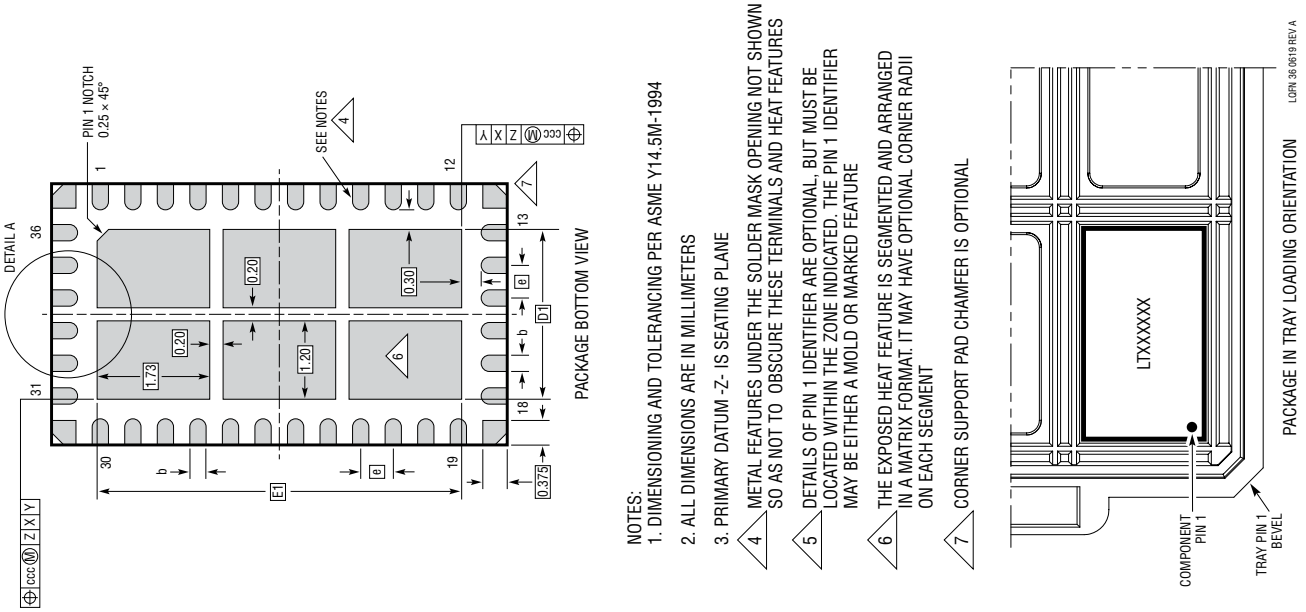 DETAIL A
PIN 1 NOTCH
0.25 × 45°
31
36
1
30
1.73
0.20
0.20
SEE NOTES
4
⌖ ccc Ⓜ Z X Y
b
E1
e
1.20
6
0.30
12
⌖ ccc Ⓜ Z X Y
19
18
13
7
0.375
b
e
D1
PACKAGE BOTTOM VIEW
NOTES:
1. DIMENSIONING AND TOLERANCING PER ASME Y14.5M-1994
2. ALL DIMENSIONS ARE IN MILLIMETERS
3. PRIMARY DATUM -Z- IS SEATING PLANE
4 METAL FEATURES UNDER THE SOLDER MASK OPENING NOT SHOWN
SO AS NOT TO OBSCURE THESE TERMINALS AND HEAT FEATURES
5 DETAILS OF PIN 1 IDENTIFIER ARE OPTIONAL, BUT MUST BE
LOCATED WITHIN THE ZONE INDICATED. THE PIN 1 IDENTIFIER
MAY BE EITHER A MOLD OR MARKED FEATURE
6 THE EXPOSED HEAT FEATURE IS SEGMENTED AND ARRANGED
IN A MATRIX FORMAT. IT MAY HAVE OPTIONAL CORNER RADII
ON EACH SEGMENT
7 CORNER SUPPORT PAD CHAMFER IS OPTIONAL
LTXXXXXX
COMPONENT
PIN 1
TRAY PIN 1
BEVEL
PACKAGE IN TRAY LOADING ORIENTATION
LQFN 36 0619 REV A